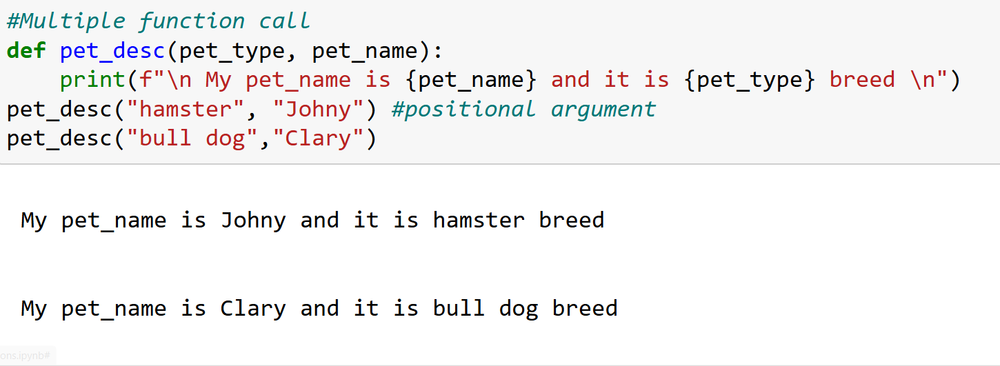 #Multiple function call
def pet_desc(pet_type, pet_name):
    print(f"\n My pet_name is {pet_name} and it is {pet_type} breed \n")
pet_desc("hamster", "Johny") #positional argument
pet_desc("bull dog","Clary")
My pet_name is Johny and it is hamster breed
My pet_name is Clary and it is bull dog breed
ons.ipynb#